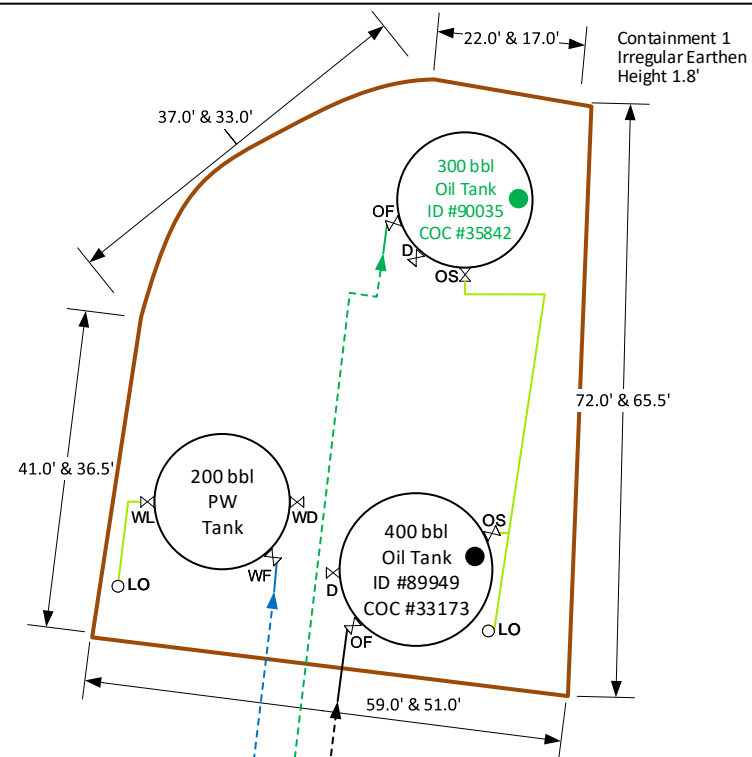 22.0' & 17.0'
Containment 1
Irregular Earthen
Height 1.8'
37.0' & 33.0'
300 bbl
Oil Tank
ID #90035
COC #35842
OF
D
OS
72.0' & 65.5'
41.0' & 36.5'
200 bbl
PW
Tank
WL
WD
WF
LO
400 bbl
Oil Tank
ID #89949
COC #33173
OS
D
OF
LO
59.0' & 51.0'